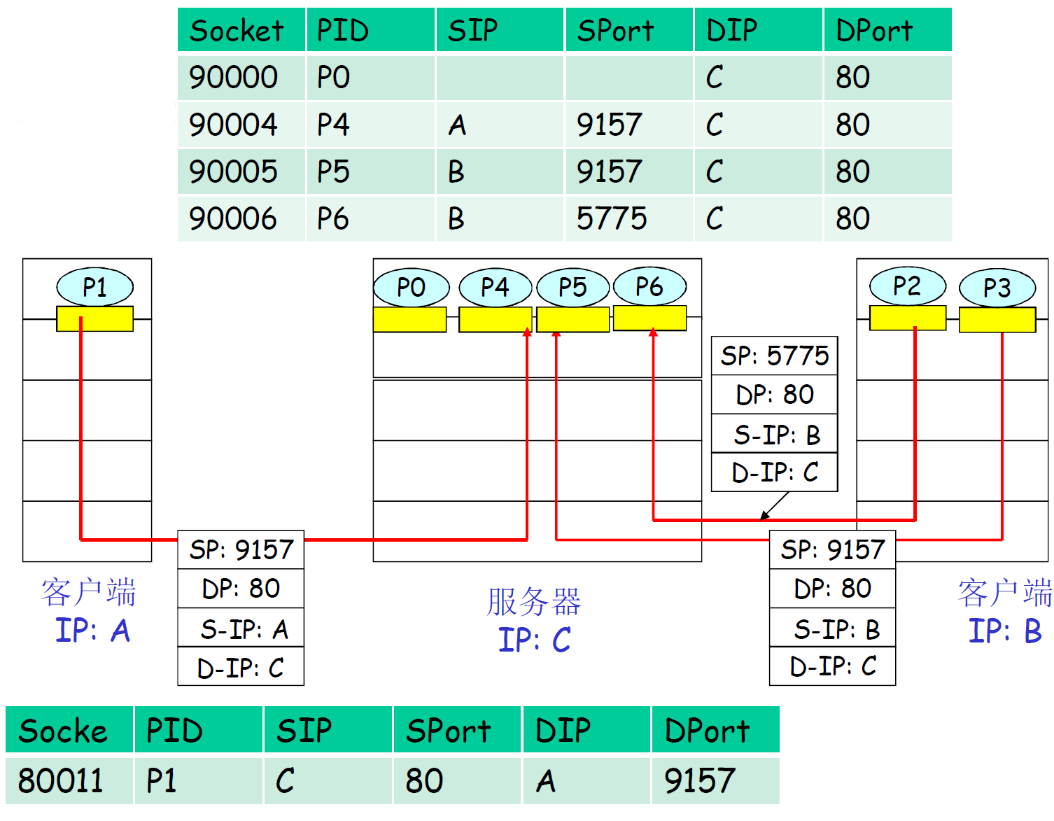 Socket PID SIP SPort DIP DPort
90000 P0 C 80
90004 P4 A 9157 C 80
90005 P5 B 9157 C 80
90006 P6 B 5775 C 80
P1 P0 P4 P5 P6 P2 P3
SP: 5775
DP: 80
S-IP: B
D-IP: C
SP: 9157
DP: 80
S-IP: A
D-IP: C
SP: 9157
DP: 80
S-IP: B
D-IP: C
客户端
IP: A
服务器
IP: C
客户端
IP: B
Socke PID SIP SPort DIP DPort
80011 P1 C 80 A 9157